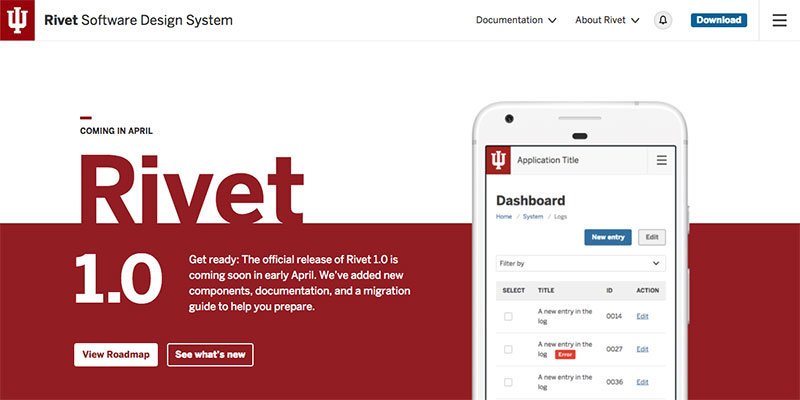 Rivet Software Design System
Documentation
About Rivet
Download
COMING IN APRIL
Rivet
1.0
Get ready: The official release of Rivet 1.0 is
coming soon in early April. We've added new
components, documentation, and a migration
guide to help you prepare.
View Roadmap
See what's new
Application Title
Dashboard
Home / System / Logs
New entry
Edit
Filter by
SELECT TITLE ID ACTION
A new entry in the
log
0014
Edit
A new entry in the
log Error
0027
Edit
A new entry in the
log
0036
Edit